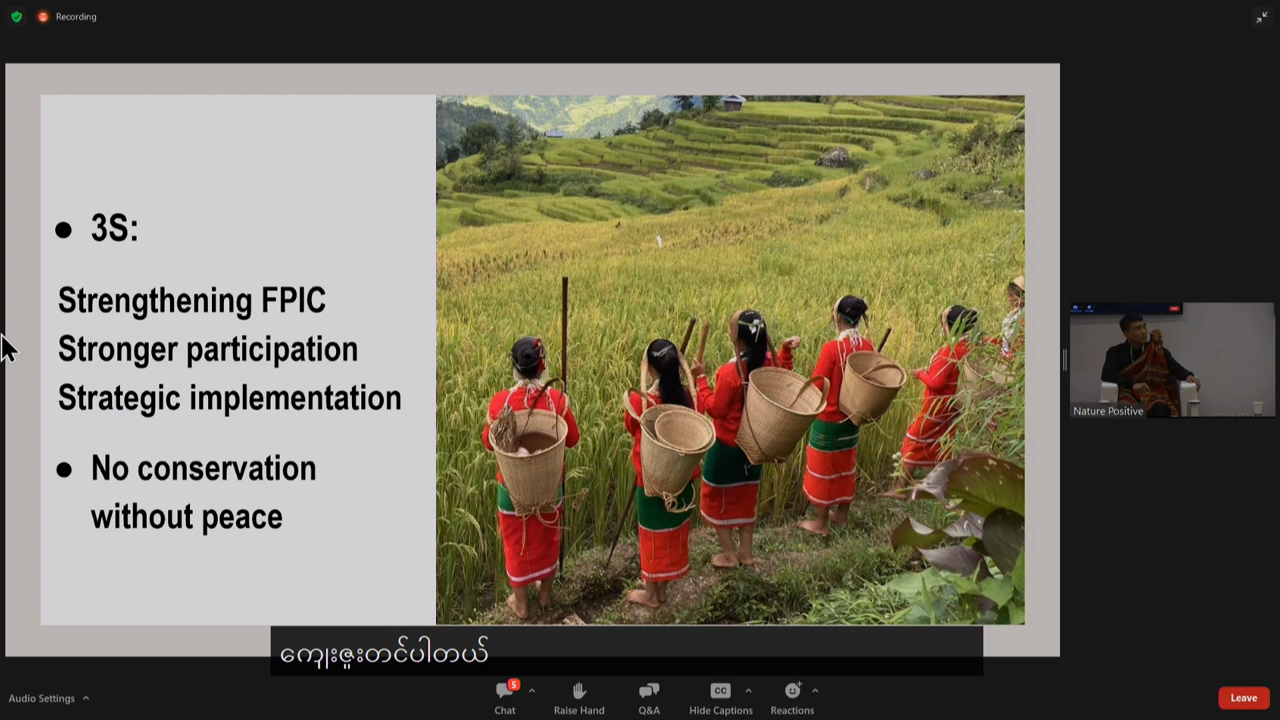 Recording
● 3S:
Strengthening FPIC
Stronger participation
Strategic implementation
● No conservation
without peace
Nature Positive
ကျေးဇူးတင်ပါတယ်
Audio Settings
5
Chat
Raise Hand
Q&A
CC
Hide Captions
Reactions
Leave